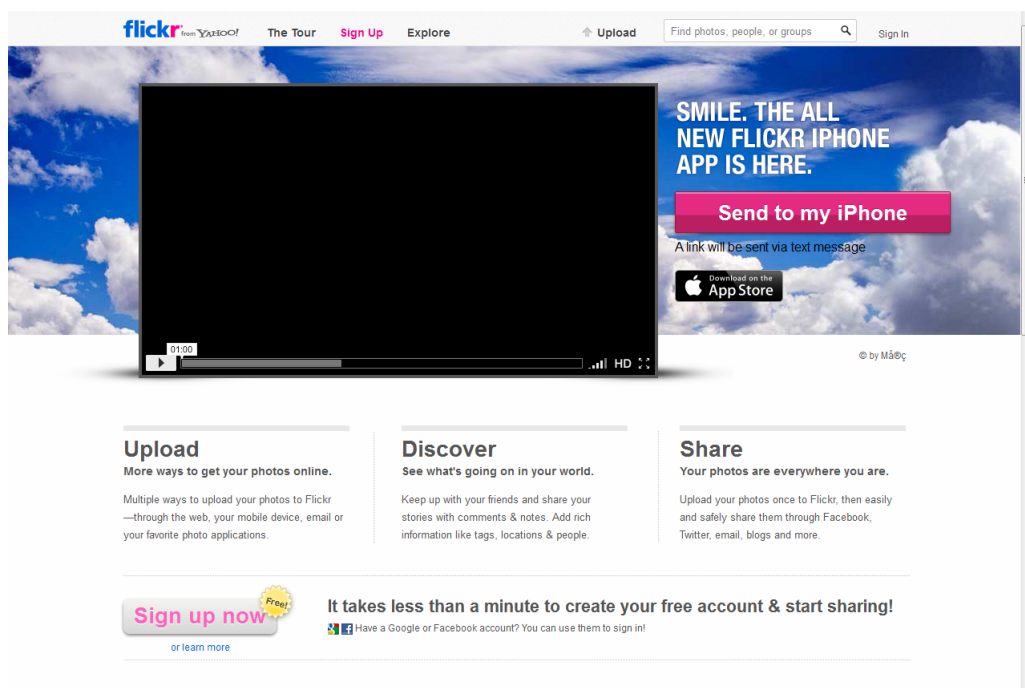 flickr from YAHOO!
The Tour
Sign Up
Explore
Upload
Find photos, people, or groups
Sign In
SMILE. THE ALL
NEW FLICKR IPHONE
APP IS HERE.
Send to my iPhone
A link will be sent via text message
Download on the
App Store
01:00
HD
© by Må®ç
Upload
More ways to get your photos online.
Multiple ways to upload your photos to Flickr
—through the web, your mobile device, email or
your favorite photo applications.
Discover
See what's going on in your world.
Keep up with your friends and share your
stories with comments & notes. Add rich
information like tags, locations & people.
Share
Your photos are everywhere you are.
Upload your photos once to Flickr, then easily
and safely share them through Facebook,
Twitter, email, blogs and more.
Sign up now
Free!
or learn more
It takes less than a minute to create your free account & start sharing!
Have a Google or Facebook account? You can use them to sign in!